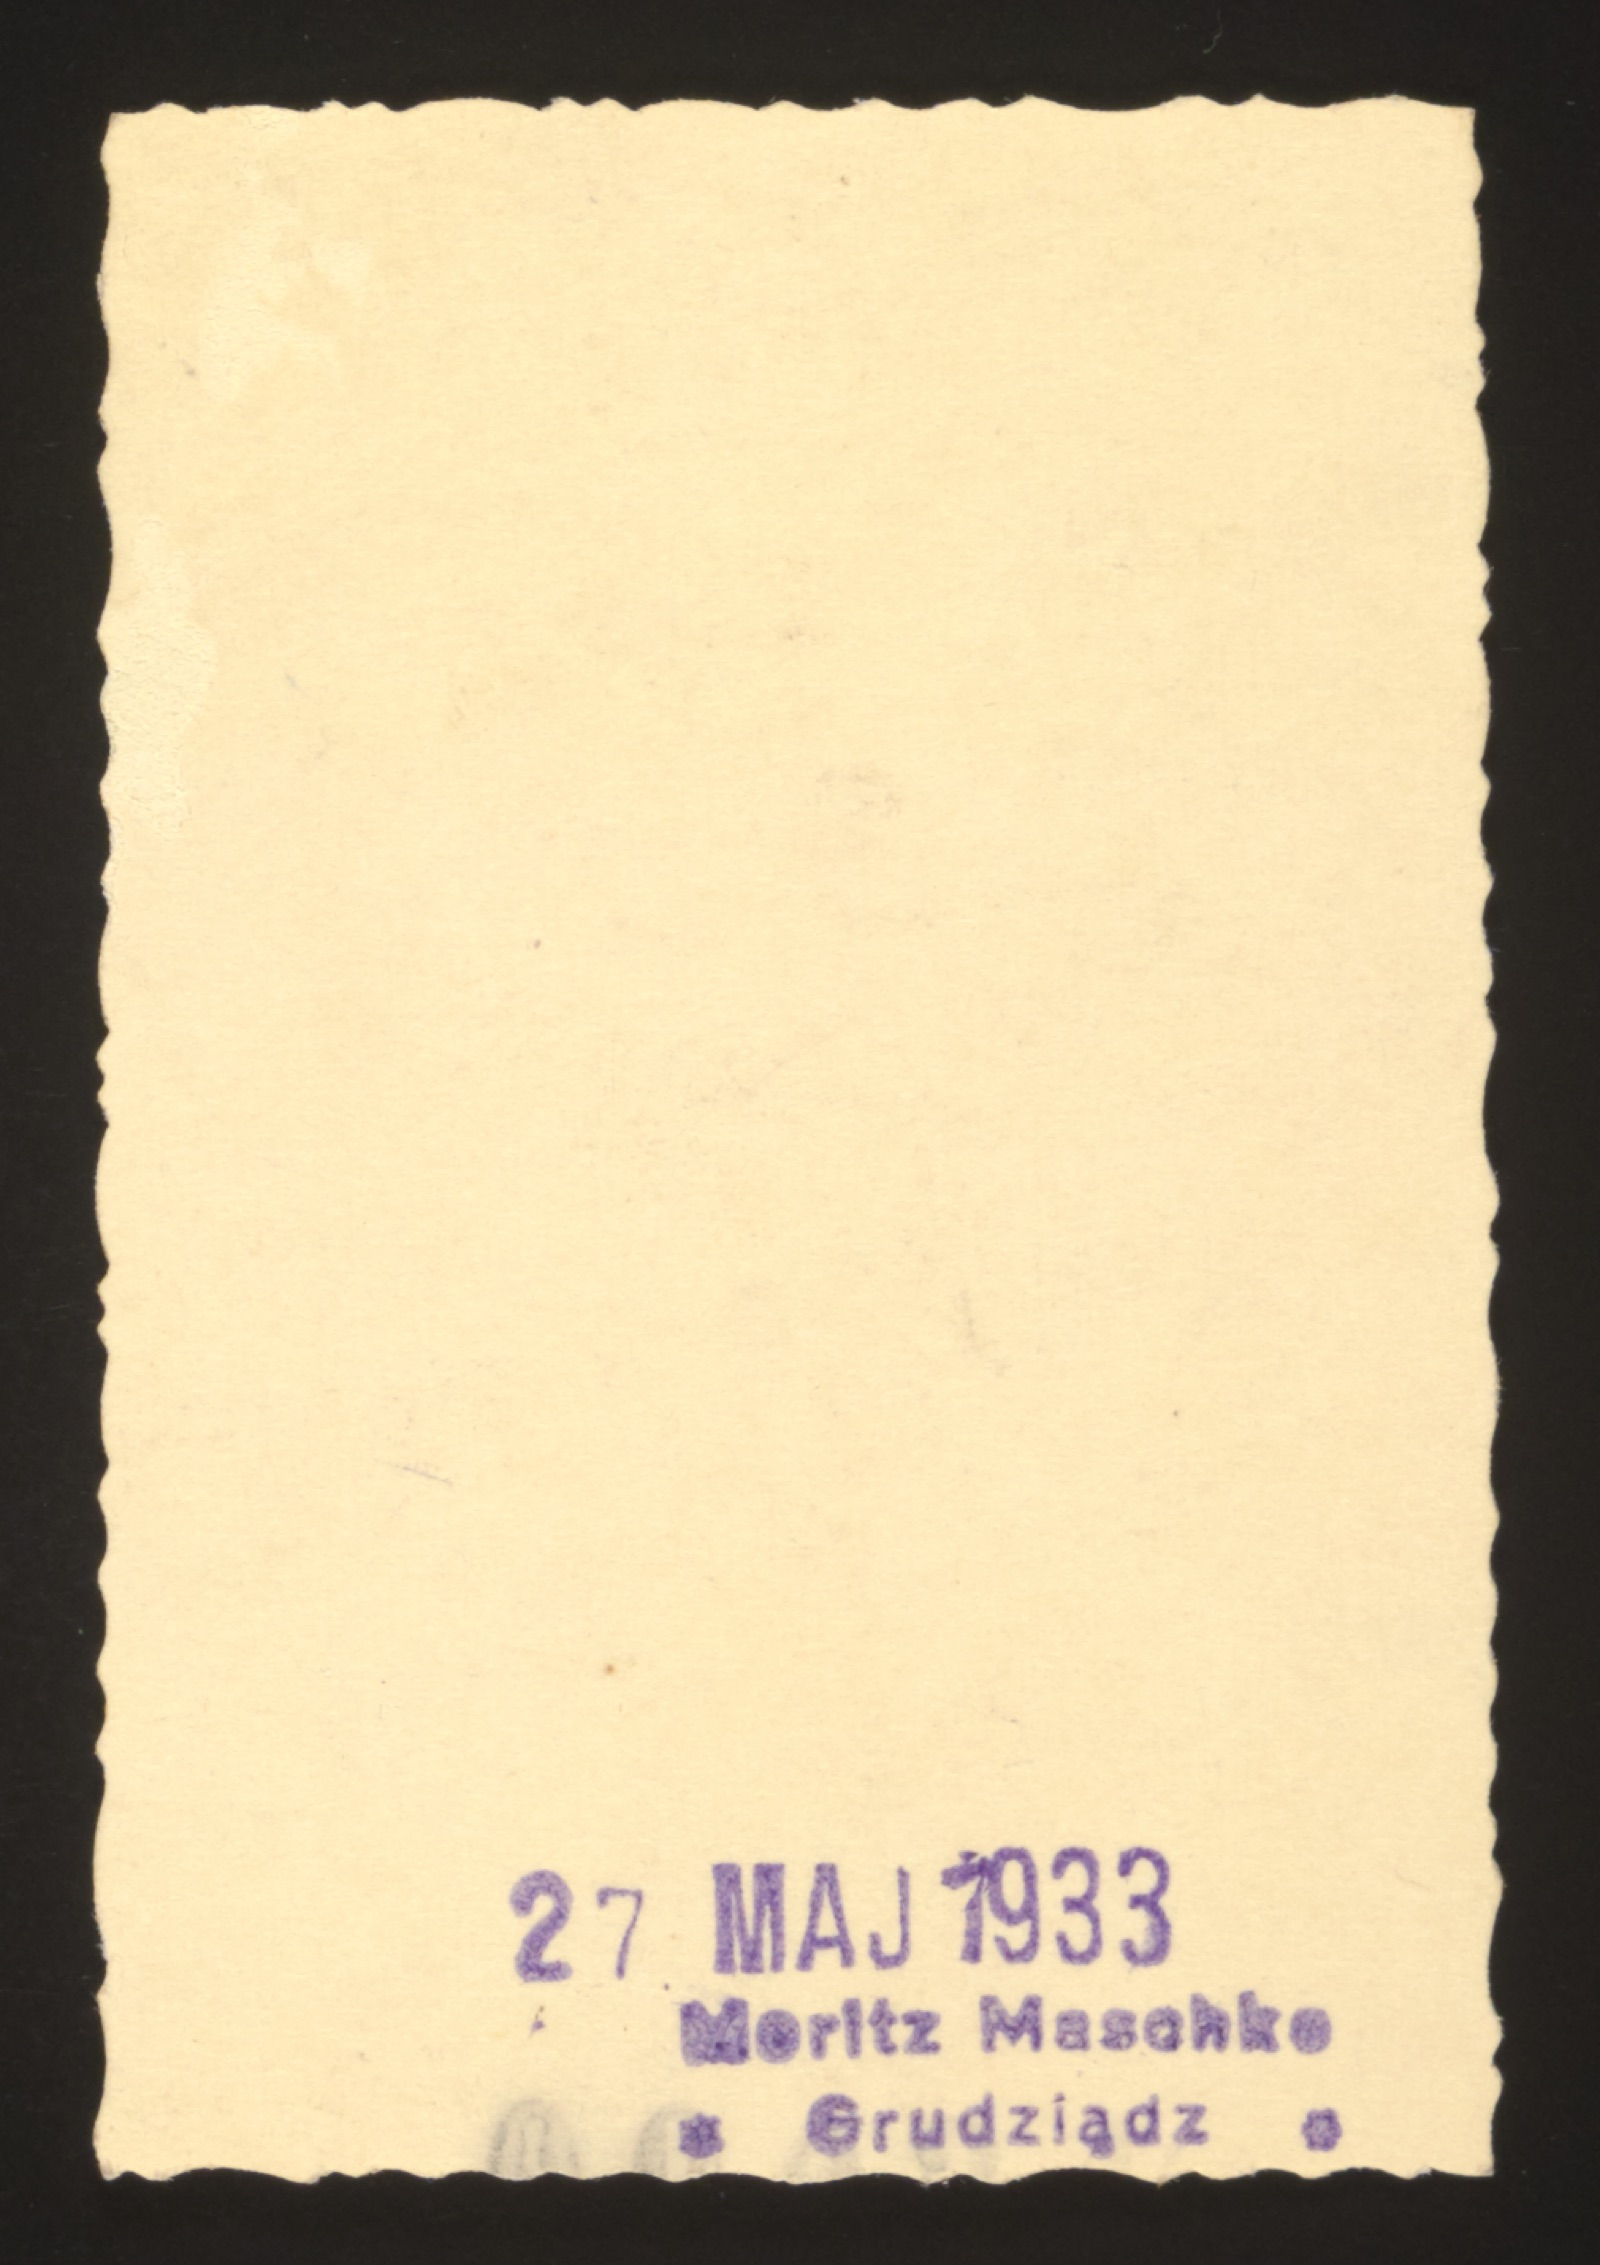 27 MAJ 1933
Moritz Maschke
* Grudziądz *